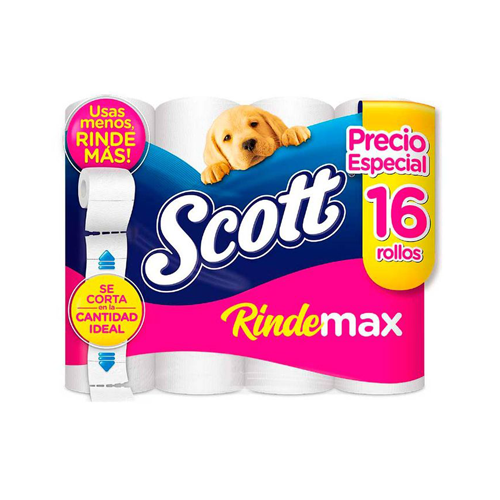 Usas
menos,
RINDE
MÁS!
Precio
Especial
16
rollos
Scott
SE
CORTA
en la
CANTIDAD
IDEAL
Rindemax